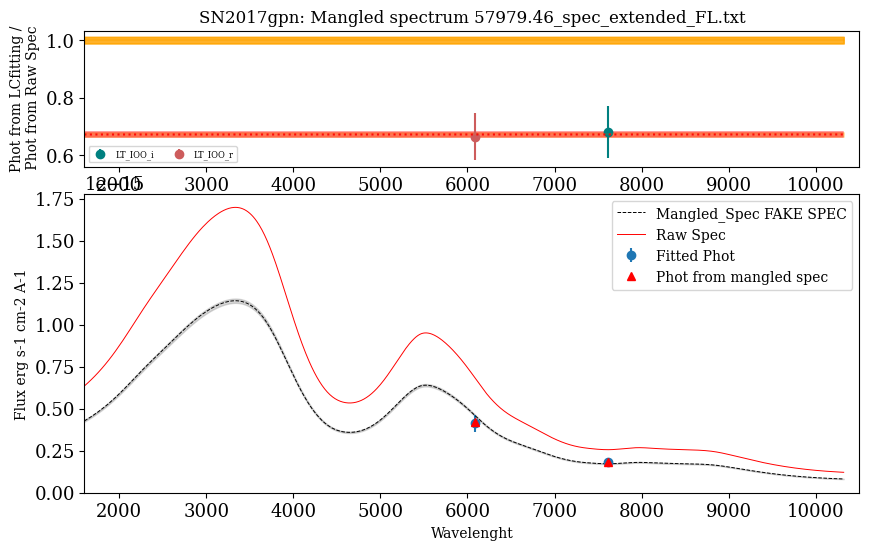 SN2017gpn: Mangled spectrum 57979.46_spec_extended_FL.txt
Phot from LCfitting /
Phot from Raw Spec
1.0
0.8
0.6
LT_IOO_i LT_IOO_r
2000 3000 4000 5000 6000 7000 8000 9000 10000
1e−15
Flux erg s-1 cm-2 A-1
1.75
1.50
1.25
1.00
0.75
0.50
0.25
0.00
Mangled_Spec FAKE SPEC
Raw Spec
Fitted Phot
Phot from mangled spec
2000 3000 4000 5000 6000 7000 8000 9000 10000
Wavelenght